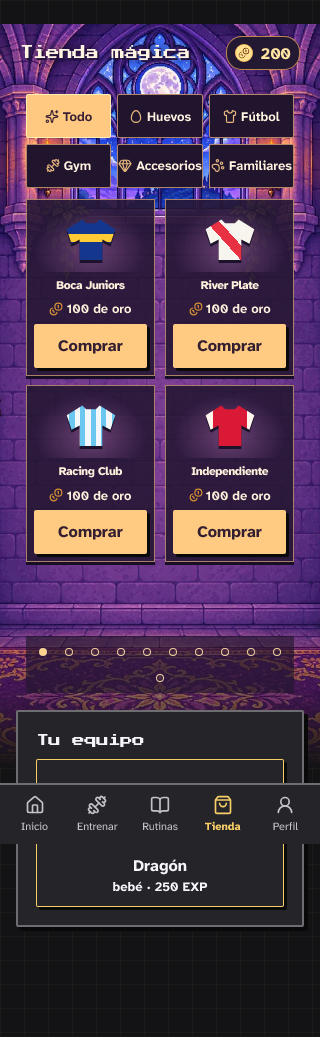 Tienda mágica
200
Todo
Huevos
Fútbol
Gym
Accesorios
Familiares
Boca Juniors
River Plate
100 de oro
100 de oro
Comprar
Comprar
Racing Club
Independiente
100 de oro
100 de oro
Comprar
Comprar
Tu equipo
Inicio
Entrenar
Rutinas
Tienda
Perfil
Dragón
bebé · 250 EXP